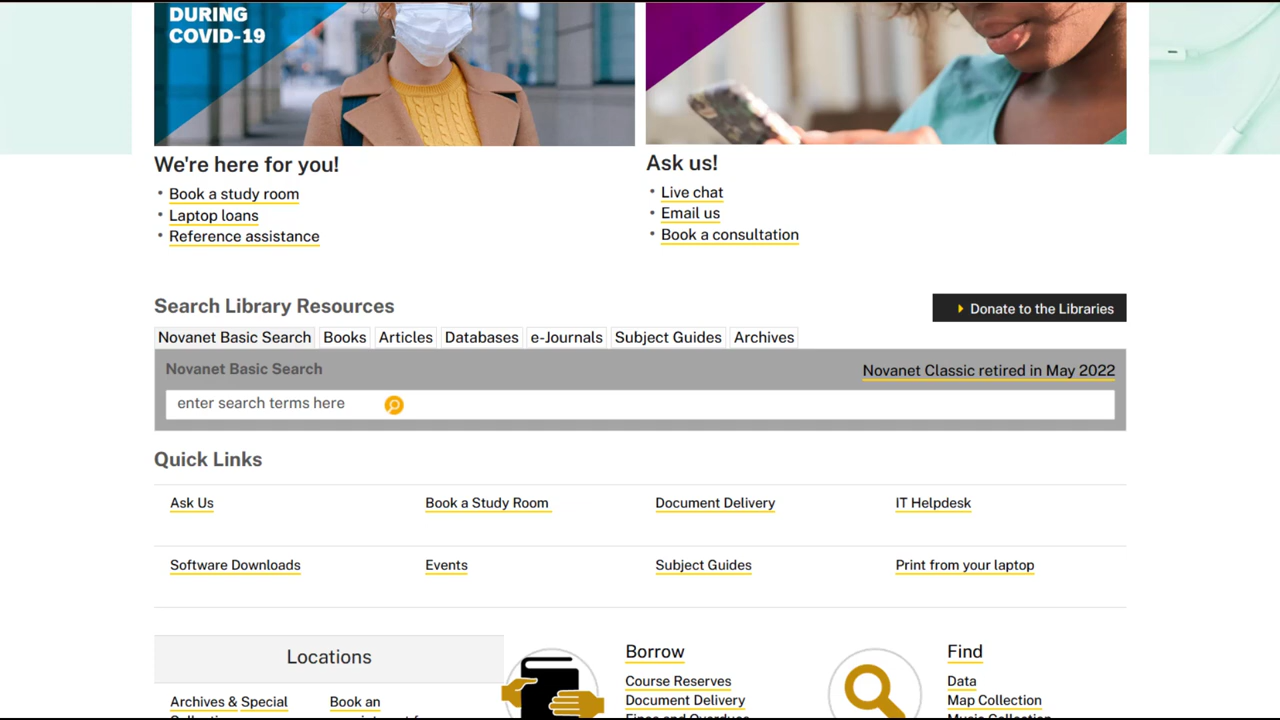 DURING
COVID-19
We're here for you!
Book a study room
Laptop loans
Reference assistance
Ask us!
Live chat
Email us
Book a consultation
Search Library Resources
Donate to the Libraries
Novanet Basic Search Books Articles Databases e-Journals Subject Guides Archives
Novanet Basic Search
Novanet Classic retired in May 2022
enter search terms here
Quick Links
Ask Us Book a Study Room Document Delivery IT Helpdesk
Software Downloads Events Subject Guides Print from your laptop
Locations
Archives & Special
Book an
Borrow
Course Reserves
Document Delivery
Find
Data
Map Collection